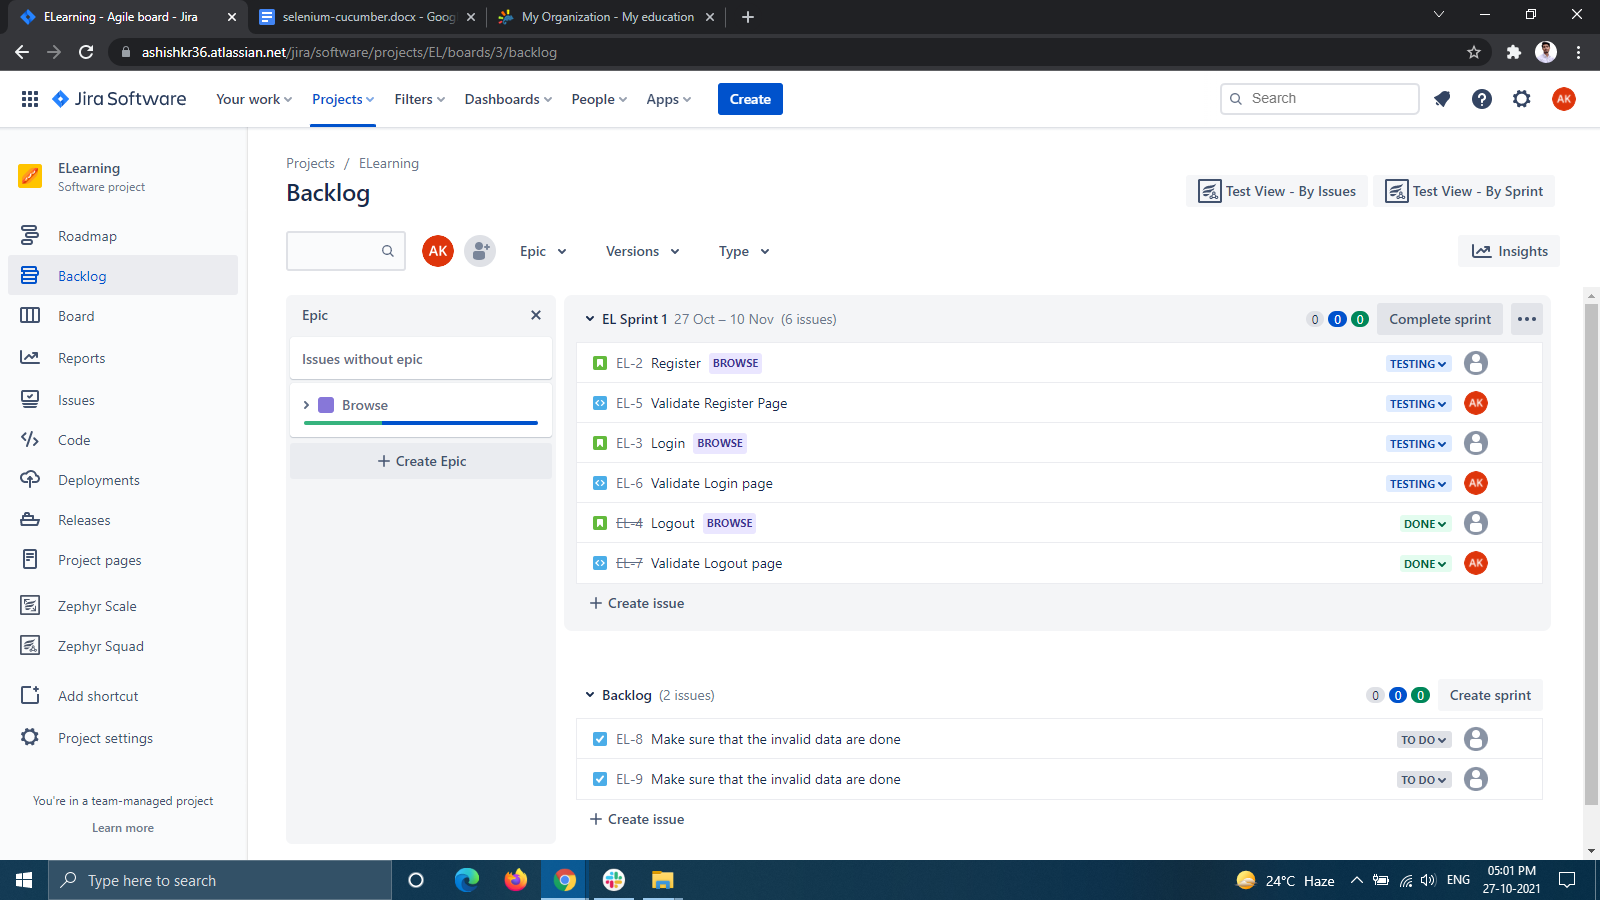 ELearning - Agile board - Jira
selenium-cucumber.docx - Goog
My Organization - My education
ashishkr36.atlassian.net/jira/software/projects/EL/boards/3/backlog
Jira Software
Your work
Projects
Filters
Dashboards
People
Apps
Create
Search
AK
ELearning
Software project
Roadmap
Backlog
Board
Reports
Issues
Code
Deployments
Releases
Project pages
Zephyr Scale
Zephyr Squad
Add shortcut
Project settings
You're in a team-managed project
Learn more
Projects / ELearning
Backlog
Test View - By Issues
Test View - By Sprint
AK
Epic
Versions
Type
Insights
Epic
Issues without epic
Browse
+ Create Epic
EL Sprint 1 27 Oct – 10 Nov (6 issues)
0 0 0
Complete sprint
EL-2 Register BROWSE TESTING
EL-5 Validate Register Page TESTING AK
EL-3 Login BROWSE TESTING
EL-6 Validate Login page TESTING AK
EL-4 Logout BROWSE DONE
EL-7 Validate Logout page DONE AK
+ Create issue
Backlog (2 issues)
0 0 0
Create sprint
EL-8 Make sure that the invalid data are done TO DO
EL-9 Make sure that the invalid data are done TO DO
+ Create issue
Type here to search
24°C Haze
ENG
05:01 PM
27-10-2021